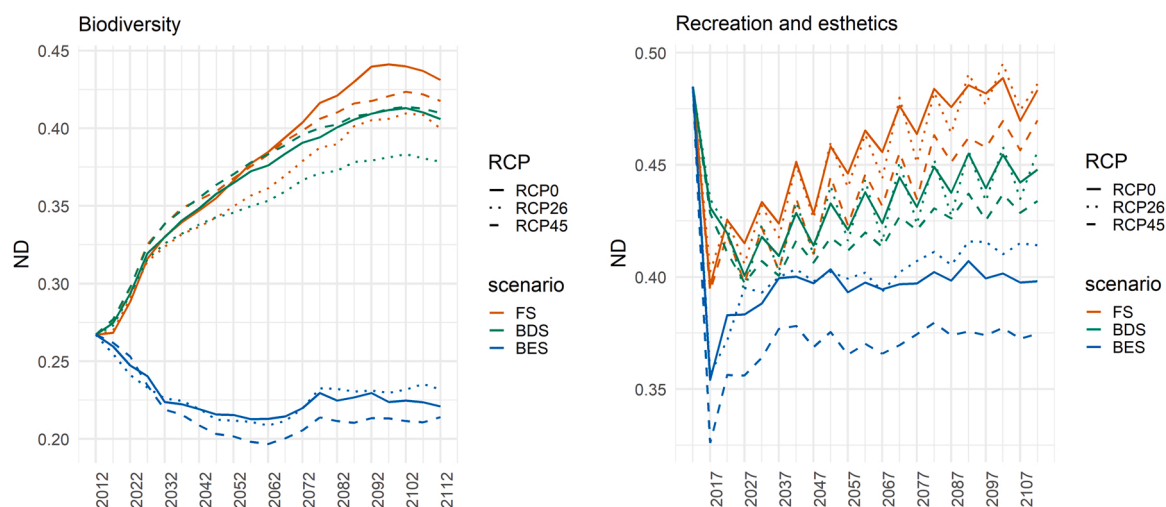 Biodiversity
ND
0.45
0.40
0.35
0.30
0.25
0.20
2012
2022
2032
2042
2052
2062
2072
2082
2092
2102
2112
RCP
RCP0
RCP26
RCP45
scenario
FS
BDS
BES
Recreation and esthetics
ND
0.50
0.45
0.40
0.35
2017
2027
2037
2047
2057
2067
2077
2087
2097
2107
RCP
RCP0
RCP26
RCP45
scenario
FS
BDS
BES